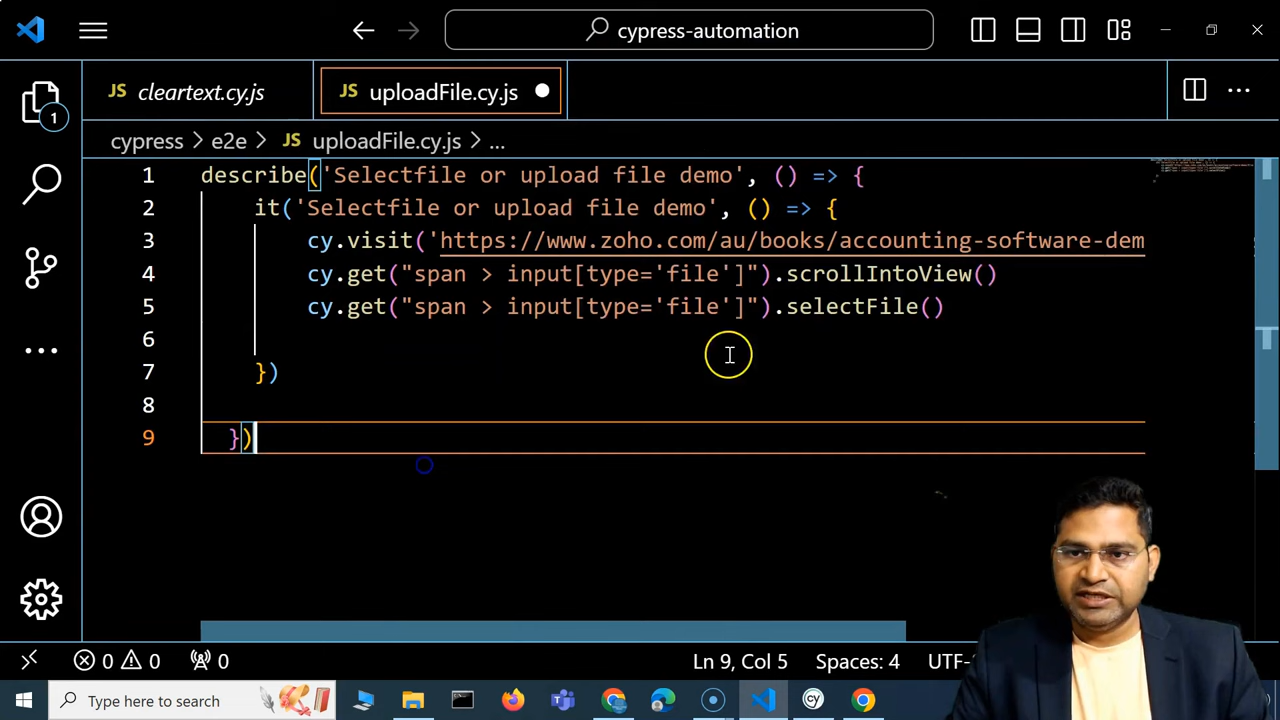 cypress-automation
JS cleartext.cy.js
JS uploadFile.cy.js
cypress > e2e > JS uploadFile.cy.js > ...
1
1 describe('Selectfile or upload file demo', () => {
2 it('Selectfile or upload file demo', () => {
3 cy.visit('https://www.zoho.com/au/books/accounting-software-dem
4 cy.get("span > input[type='file']").scrollIntoView()
5 cy.get("span > input[type='file']").selectFile()
6
7 })
8
9 })
0 0 0 Ln 9, Col 5 Spaces: 4 UTF-
Type here to search
cy